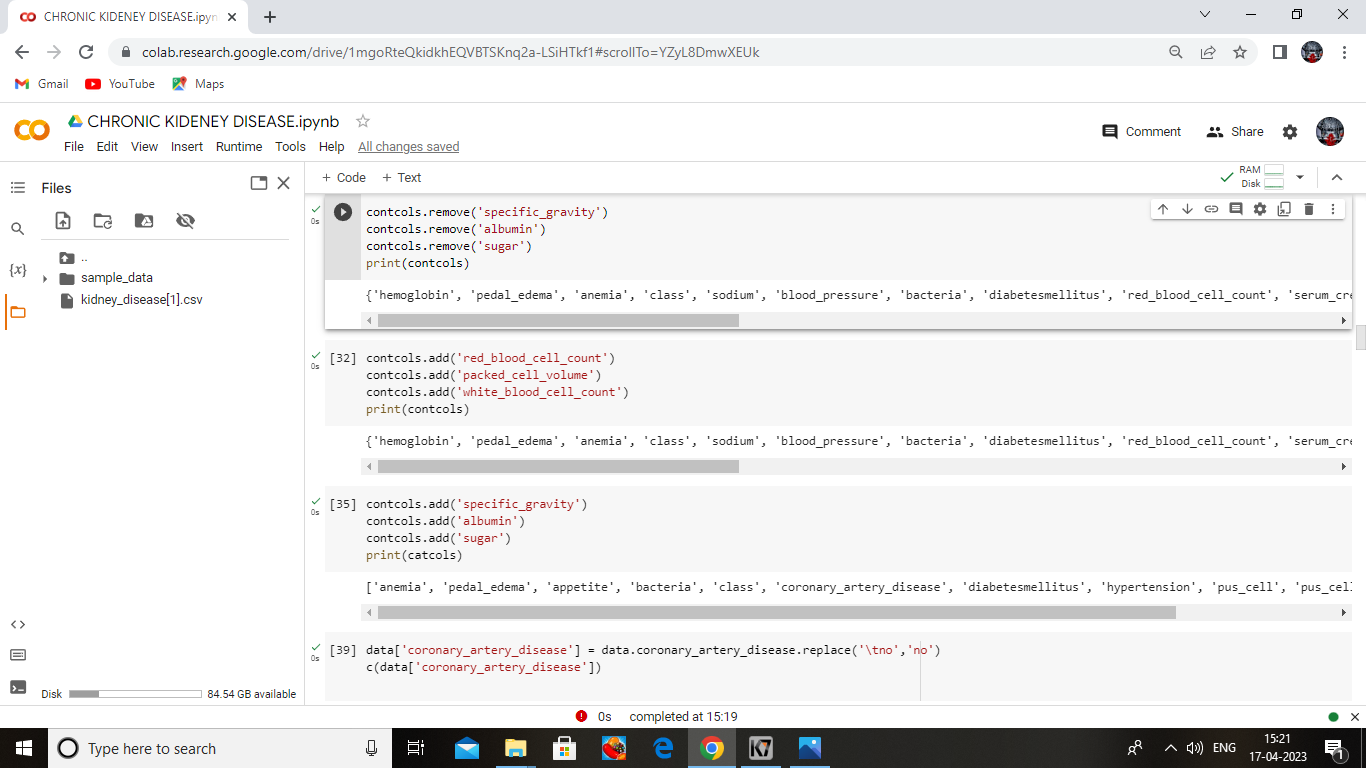 CHRONIC KIDENEY DISEASE.ipyn
colab.research.google.com/drive/1mgoRteQkidkhEQVBTSKnq2a-LSiHTkf1#scrollTo=YZyL8DmwXEUk
Gmail YouTube Maps
CHRONIC KIDENEY DISEASE.ipynb
Comment Share
File Edit View Insert Runtime Tools Help All changes saved
Files
+ Code + Text
RAM
Disk
..
sample_data
kidney_disease[1].csv
{x}
0s
contcols.remove('specific_gravity')
contcols.remove('albumin')
contcols.remove('sugar')
print(contcols)
{'hemoglobin', 'pedal_edema', 'anemia', 'class', 'sodium', 'blood_pressure', 'bacteria', 'diabetesmellitus', 'red_blood_cell_count', 'serum_cre
0s
[32] contcols.add('red_blood_cell_count')
contcols.add('packed_cell_volume')
contcols.add('white_blood_cell_count')
print(contcols)
{'hemoglobin', 'pedal_edema', 'anemia', 'class', 'sodium', 'blood_pressure', 'bacteria', 'diabetesmellitus', 'red_blood_cell_count', 'serum_cre
0s
[35] contcols.add('specific_gravity')
contcols.add('albumin')
contcols.add('sugar')
print(catcols)
['anemia', 'pedal_edema', 'appetite', 'bacteria', 'class', 'coronary_artery_disease', 'diabetesmellitus', 'hypertension', 'pus_cell', 'pus_cell
0s
[39] data['coronary_artery_disease'] = data.coronary_artery_disease.replace('\tno','no')
c(data['coronary_artery_disease'])
Disk 84.54 GB available
0s completed at 15:19
Type here to search
K7
ENG
15:21
17-04-2023
1